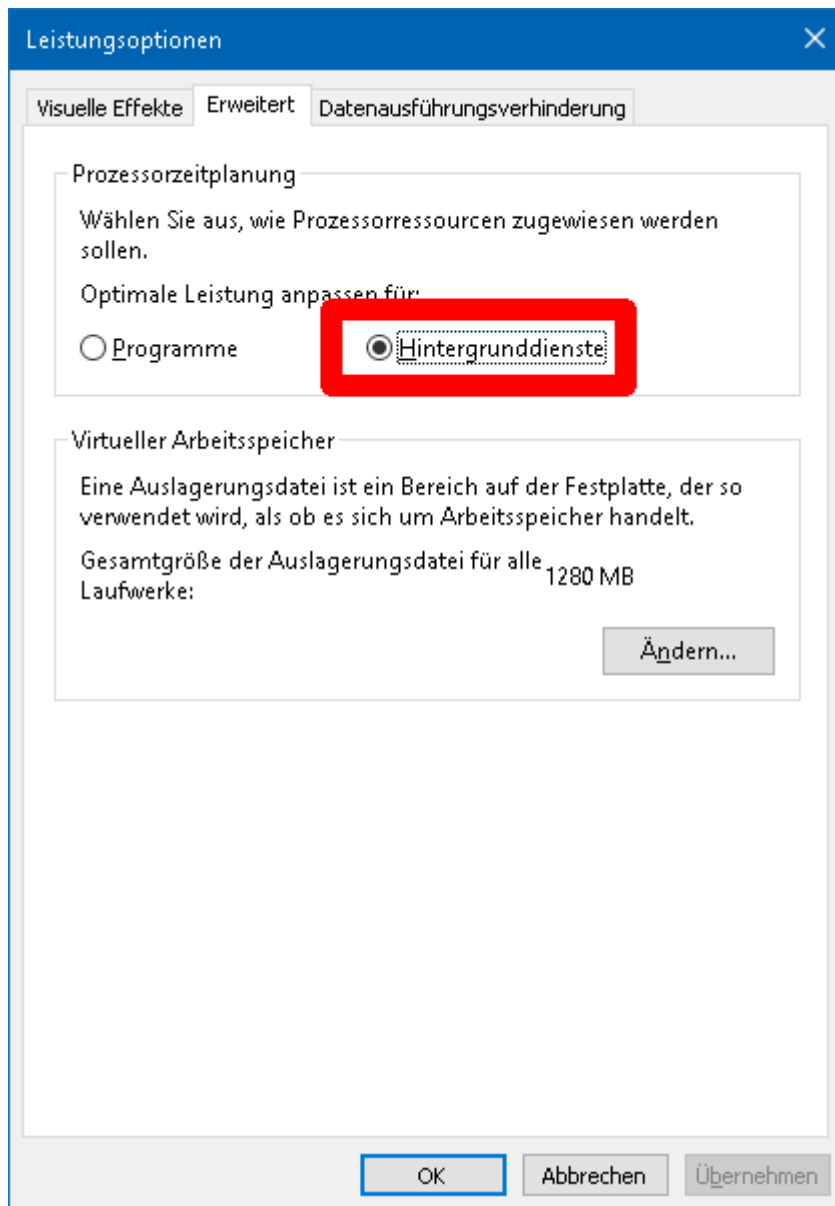 Leistungsoptionen
Visuelle Effekte
Erweitert
Datenausführungsverhinderung
Prozessorzeitplanung
Wählen Sie aus, wie Prozessorressourcen zugewiesen werden
sollen.
Optimale Leistung anpassen für:
Programme
Hintergrunddienste
Virtueller Arbeitsspeicher
Eine Auslagerungsdatei ist ein Bereich auf der Festplatte, der so
verwendet wird, als ob es sich um Arbeitsspeicher handelt.
Gesamtgröße der Auslagerungsdatei für alle
Laufwerke:
1280 MB
Ändern...
OK
Abbrechen
Übernehmen